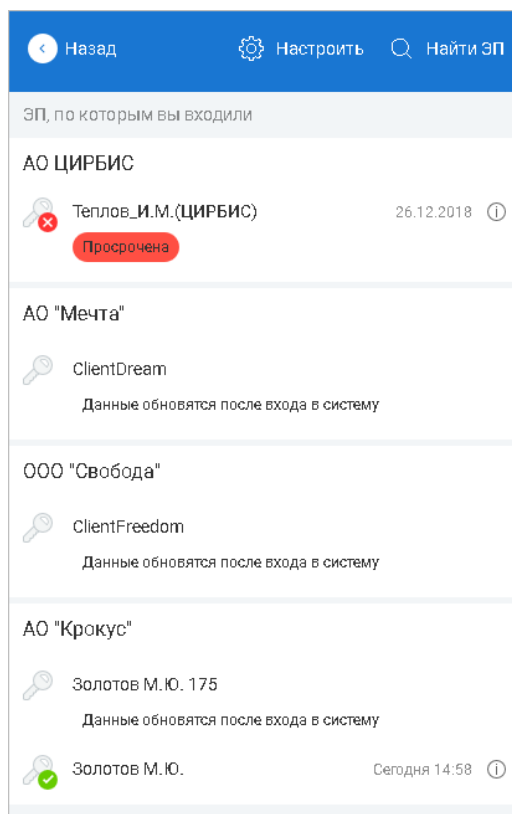 Назад Настроить Найти ЭП
ЭП, по которым вы входили
АО ЦИРБИС
Теплов_И.М.(ЦИРБИС) 26.12.2018
Просрочена
АО "Мечта"
ClientDream
Данные обновятся после входа в систему
ООО "Свобода"
ClientFreedom
Данные обновятся после входа в систему
АО "Крокус"
Золотов М.Ю. 175
Данные обновятся после входа в систему
Золотов М.Ю. Сегодня 14:58